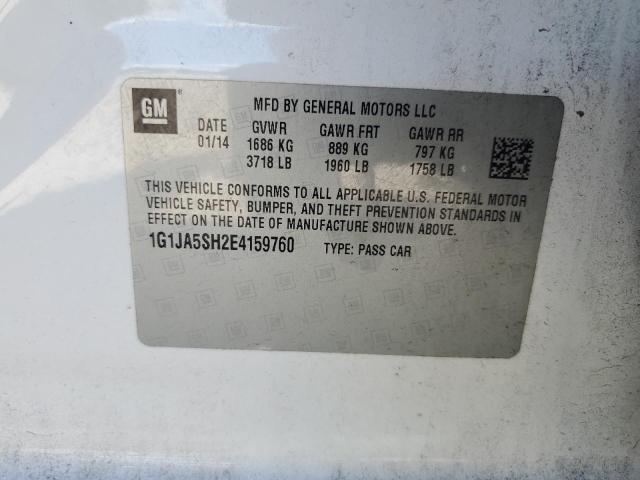 GM ® MFD BY GENERAL MOTORS LLC
DATE GVWR GAWR FRT GAWR RR
01/14 1686 KG 889 KG 797 KG
3718 LB 1960 LB 1758 LB
THIS VEHICLE CONFORMS TO ALL APPLICABLE U.S. FEDERAL MOTOR
VEHICLE SAFETY, BUMPER, AND THEFT PREVENTION STANDARDS IN
EFFECT ON THE DATE OF MANUFACTURE SHOWN ABOVE.
1G1JA5SH2E4159760 TYPE: PASS CAR